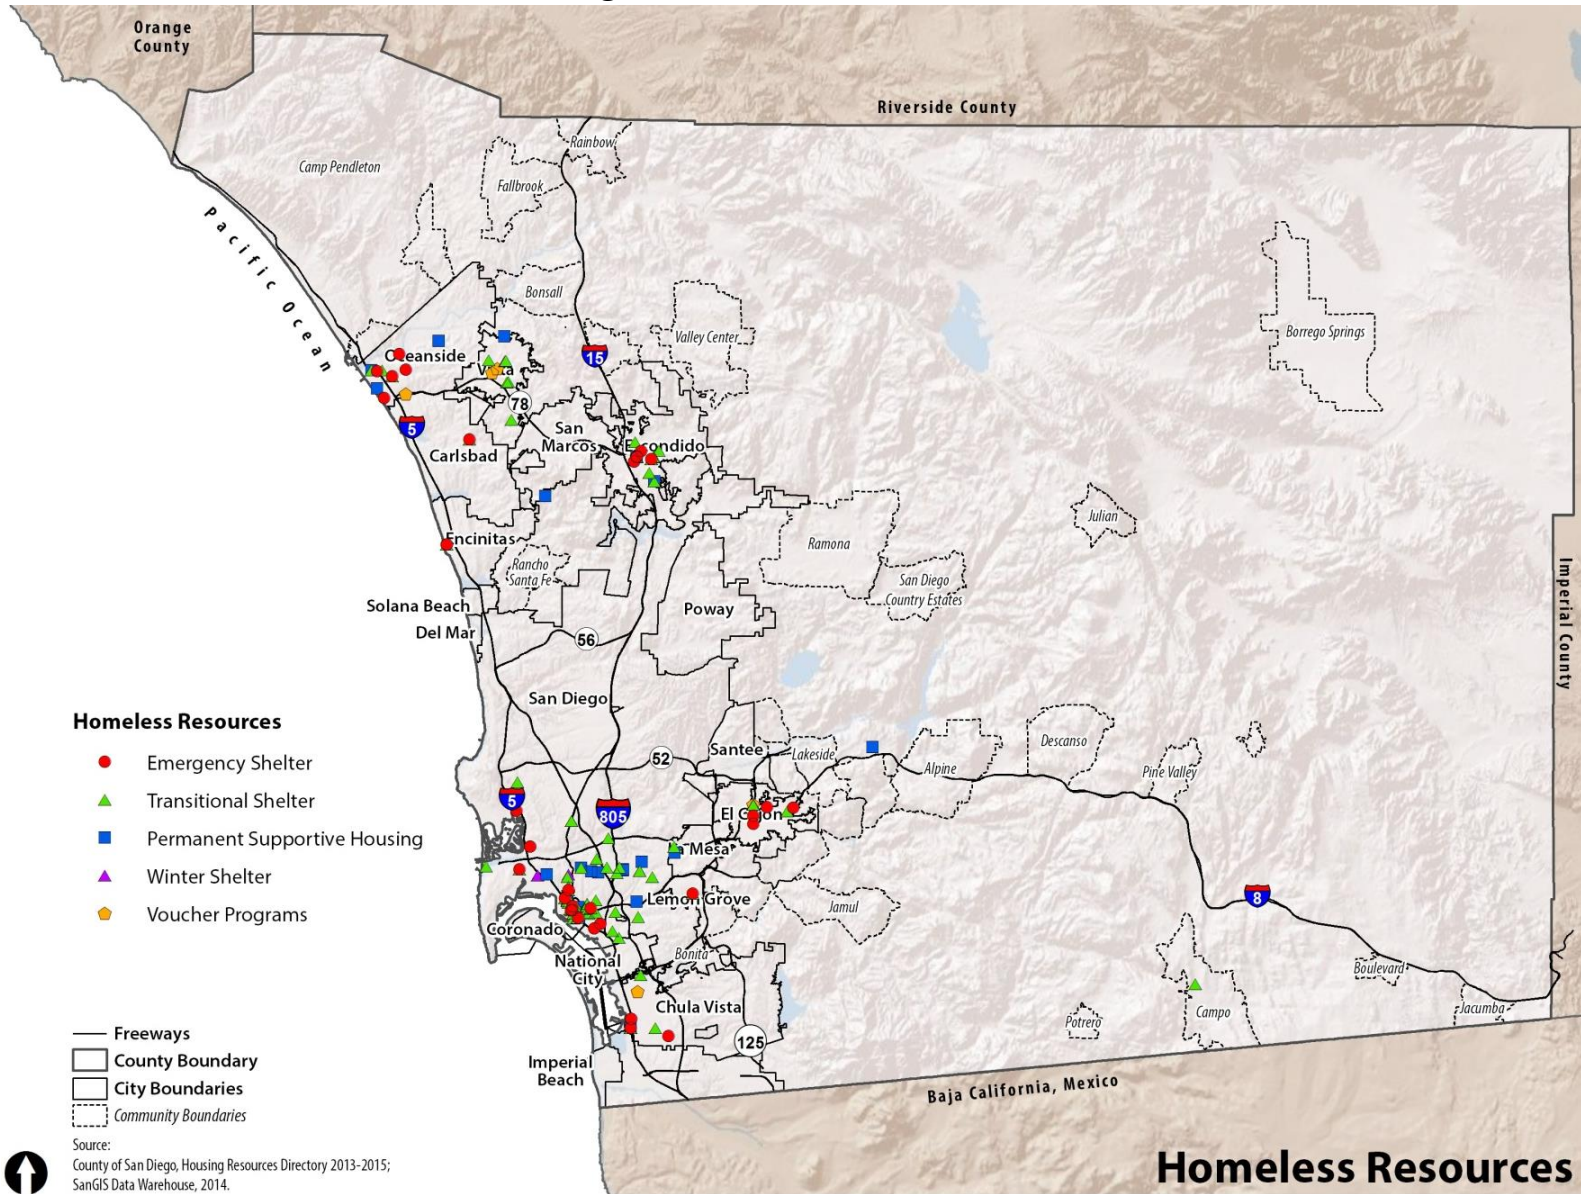 Orange
County
Riverside County
Rainbow
Camp Pendleton
Fallbrook
Pacific Ocean
Bonsall
Valley Center
Borrego Springs
Oceanside
Vista
15
78
5
San
Marcos
Escondido
Carlsbad
Julian
Encinitas
Ramona
Rancho
Santa Fe
San Diego
Country Estates
Imperial County
Solana Beach
Poway
Del Mar
56
San Diego
Homeless Resources
Emergency Shelter
Transitional Shelter
Permanent Supportive Housing
Winter Shelter
Voucher Programs
Santee
52
Lakeside
Alpine
Descanso
Pine Valley
5
805
El Cajon
La Mesa
Lemon Grove
Jamul
8
Coronado
National
City
Bonita
Chula Vista
Boulevard
Campo
Jacumba
Potrero
125
Imperial
Beach
Baja California, Mexico
Freeways
County Boundary
City Boundaries
Community Boundaries
Source:
County of San Diego, Housing Resources Directory 2013-2015;
SanGIS Data Warehouse, 2014.
Homeless Resources